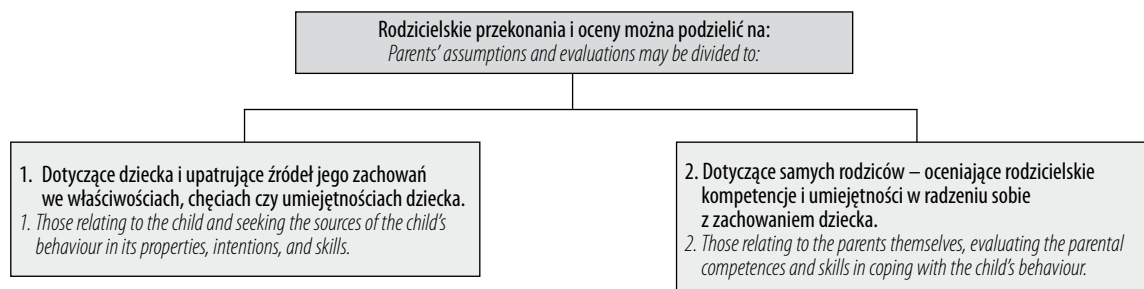 Rodzicielskie przekonania i oceny można podzielić na:
Parents' assumptions and evaluations may be divided to:
1. Dotyczące dziecka i upatrujące źródeł jego zachowań
we właściwościach, chęciach czy umiejętnościach dziecka.
1. Those relating to the child and seeking the sources of the child's
behaviour in its properties, intentions, and skills.
2. Dotyczące samych rodziców – oceniające rodzicielskie
kompetencje i umiejętności w radzeniu sobie
z zachowaniem dziecka.
2. Those relating to the parents themselves, evaluating the parental
competences and skills in coping with the child's behaviour.